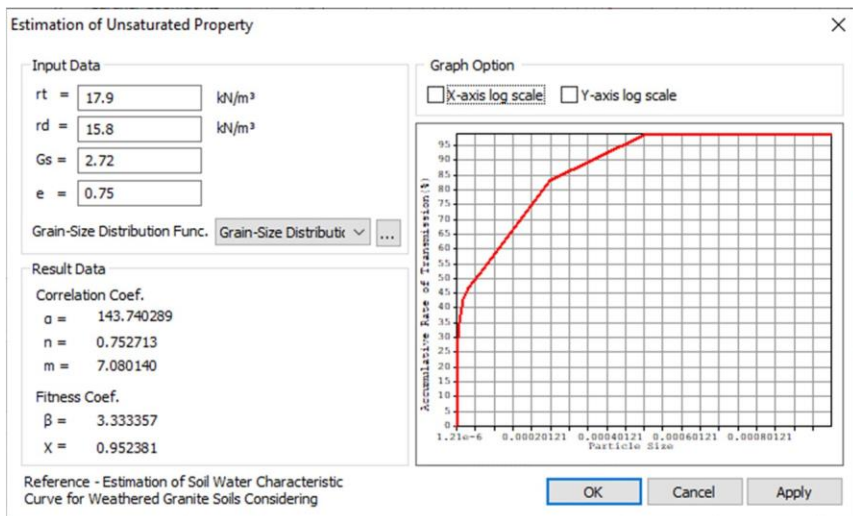 Estimation of Unsaturated Property
Input Data
rt = 17.9 kN/m³
rd = 15.8 kN/m³
Gs = 2.72
e = 0.75
Grain-Size Distribution Func. Grain-Size Distributic ...
Result Data
Correlation Coef.
α = 143.740289
n = 0.752713
m = 7.080140
Fitness Coef.
β = 3.333357
X = 0.952381
Reference - Estimation of Soil Water Characteristic
Curve for Weathered Granite Soils Considering
Graph Option
X-axis log scale Y-axis log scale
Accumulative Rate of Transmission(%)
95
90
85
80
75
70
65
60
55
50
45
40
35
30
25
20
15
10
5
0
1.21e-6 0.00020121 0.00040121 0.00060121 0.00080121
Particle Size
OK Cancel Apply